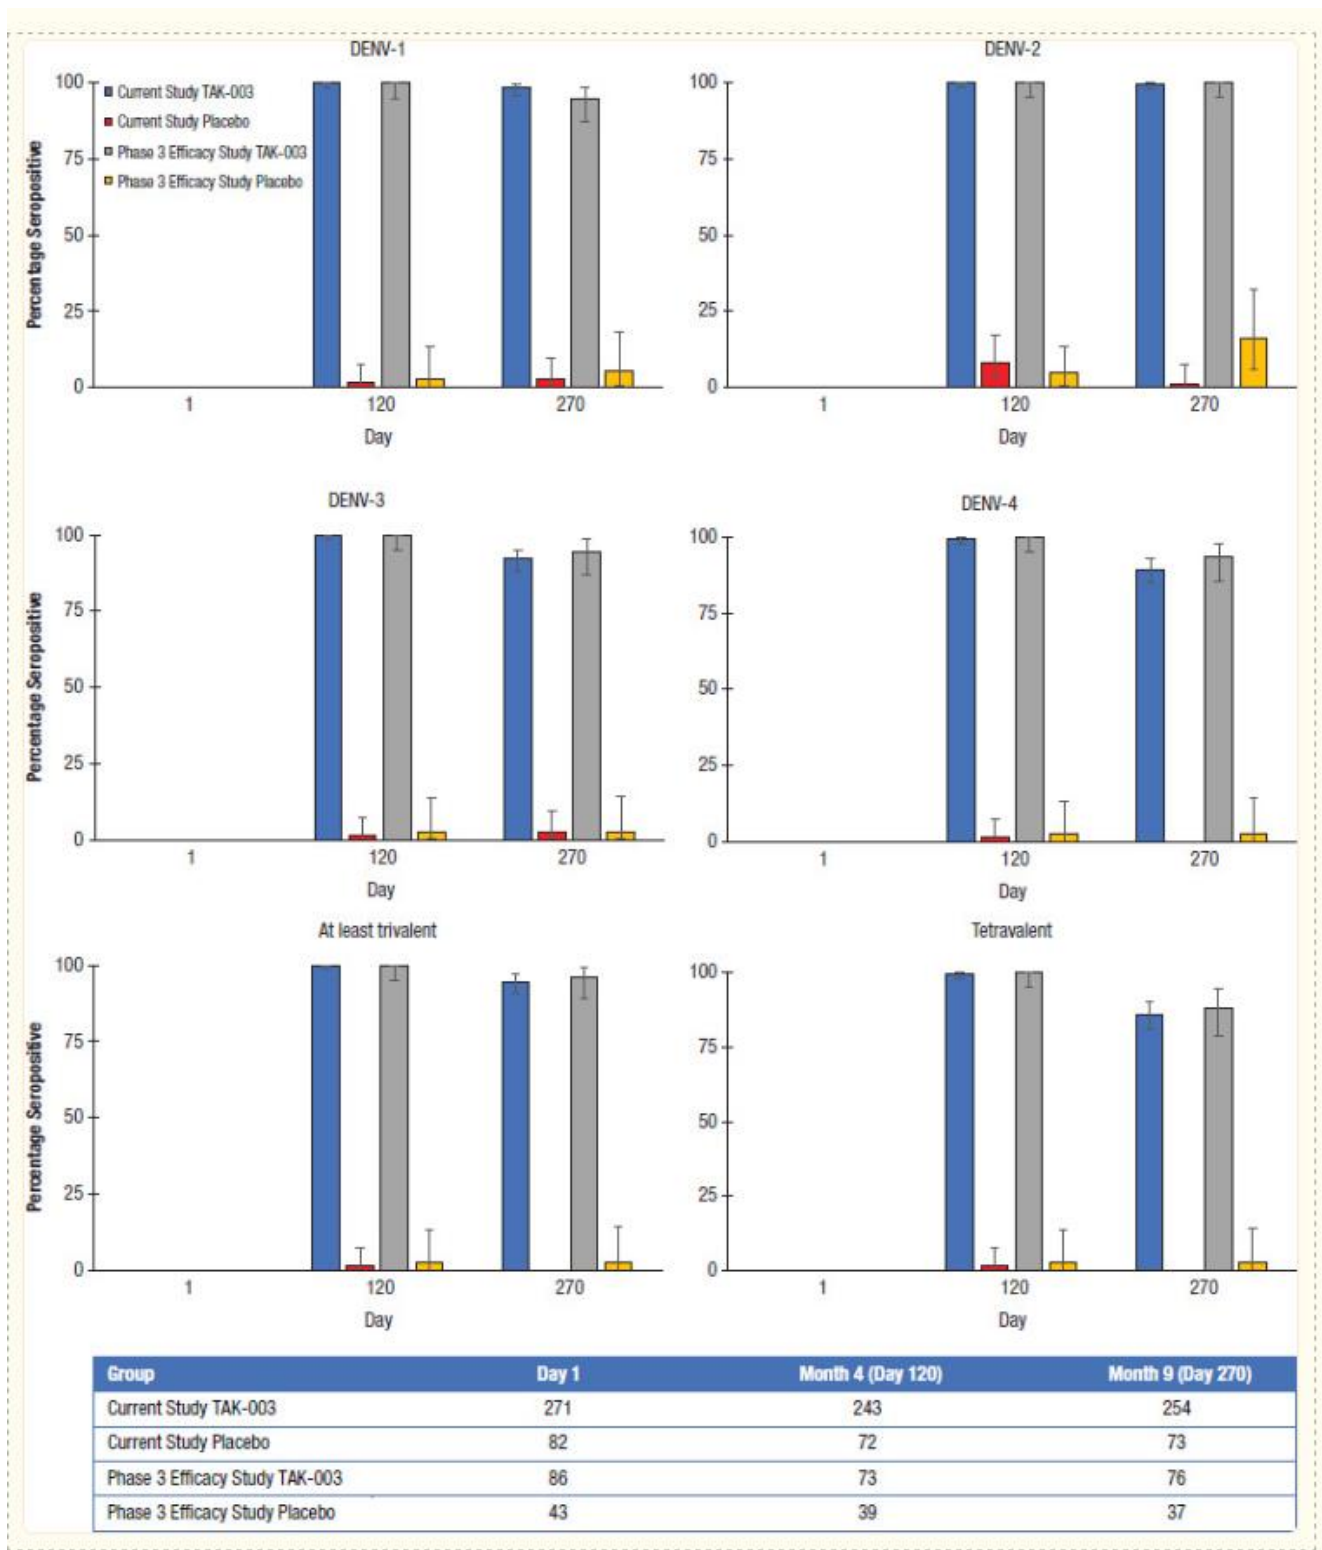 DENV-1
100
75
50
25
0
Percentage Seropositive
Current Study TAK-003
Current Study Placebo
Phase 3 Efficacy Study TAK-003
Phase 3 Efficacy Study Placebo
1 120 270
Day
DENV-2
100
75
50
25
0
1 120 270
Day
DENV-3
100
75
50
25
0
Percentage Seropositive
1 120 270
Day
DENV-4
100
75
50
25
0
1 120 270
Day
At least trivalent
100
75
50
25
0
Percentage Seropositive
1 120 270
Day
Tetravalent
100
75
50
25
0
1 120 270
Day
Group Day 1 Month 4 (Day 120) Month 9 (Day 270)
Current Study TAK-003 271 243 254
Current Study Placebo 82 72 73
Phase 3 Efficacy Study TAK-003 86 73 76
Phase 3 Efficacy Study Placebo 43 39 37